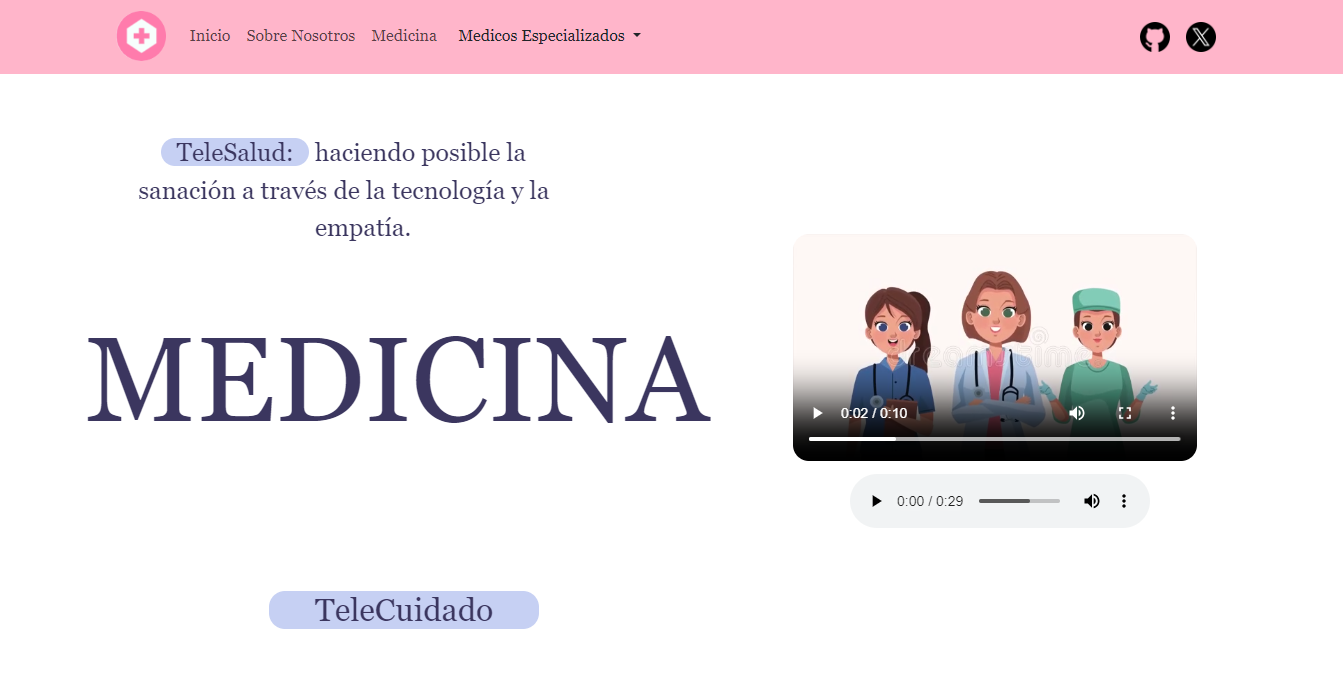 Inicio Sobre Nosotros Medicina Medicos Especializados
TeleSalud: haciendo posible la
sanación a través de la tecnología y la
empatía.
MEDICINA
0:02 / 0:10
0:00 / 0:29
TeleCuidado